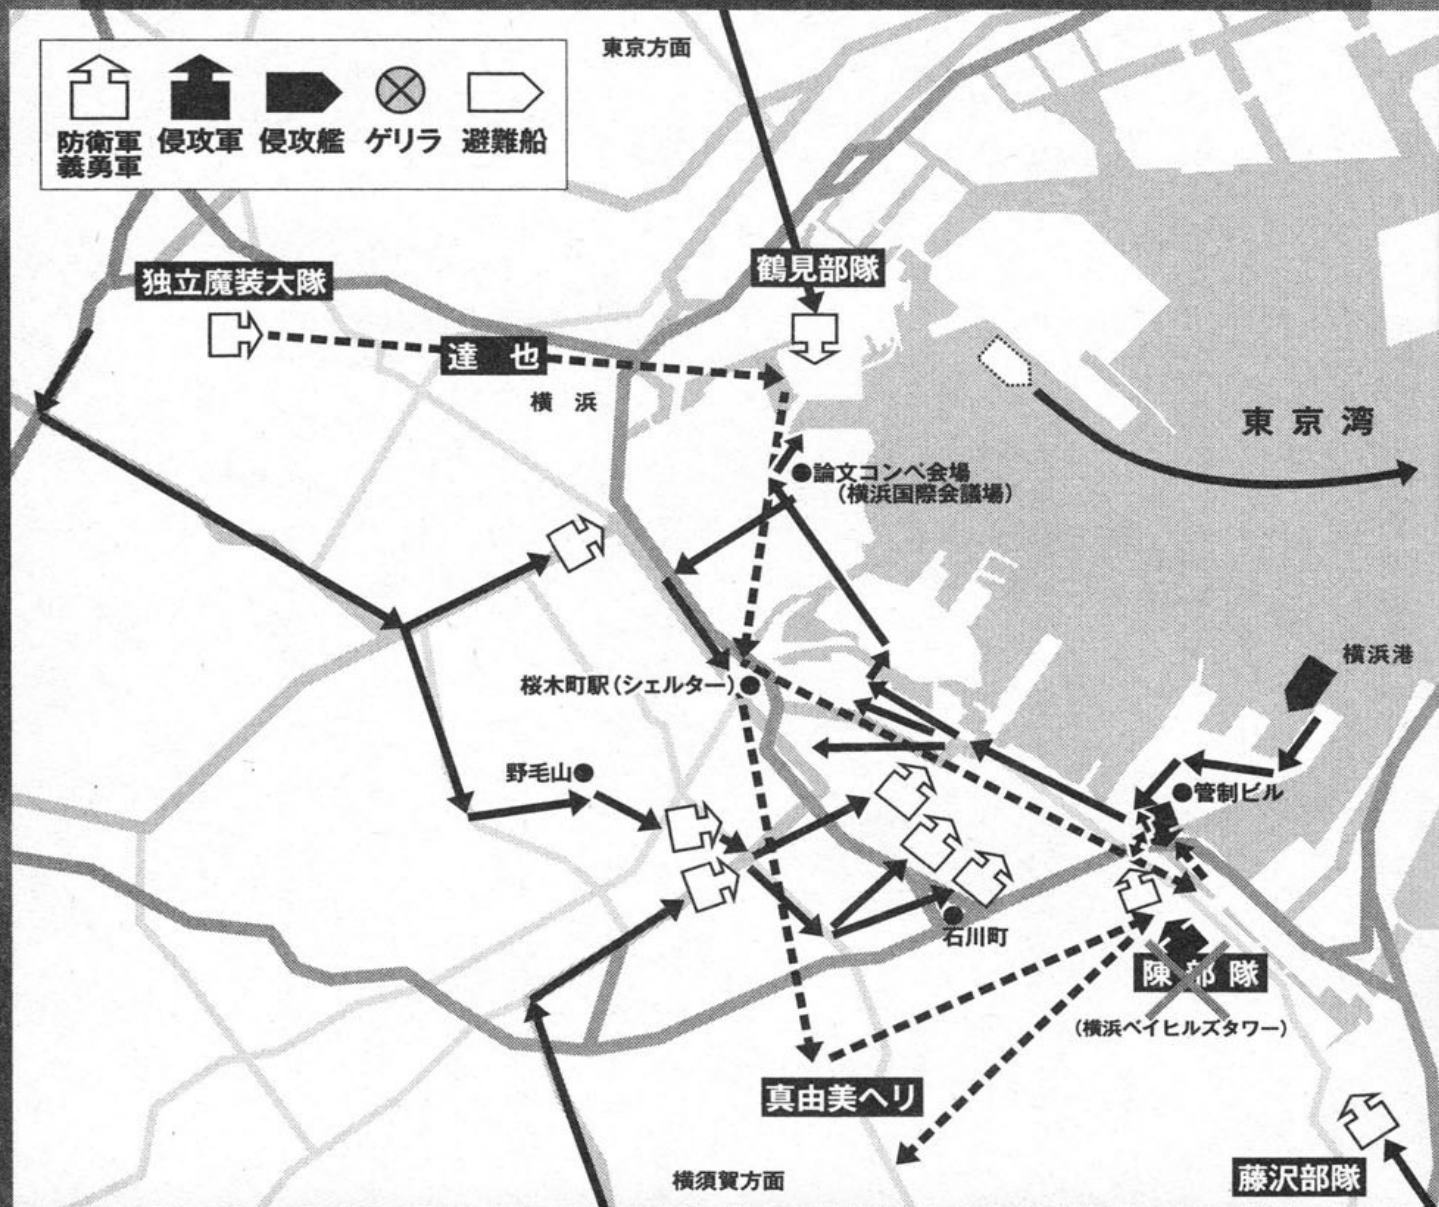 東京方面
防衛軍
義勇軍
侵攻軍
侵攻艦
ゲリラ
避難船
独立魔装大隊
鶴見部隊
達 也
横 浜
東 京 湾
論文コンペ会場
(横浜国際会議場)
横浜港
桜木町駅(シェルター)
野毛山
管制ビル
石川町
陳 部 隊
(横浜ベイヒルズタワー)
真由美ヘリ
横須賀方面
藤沢部隊